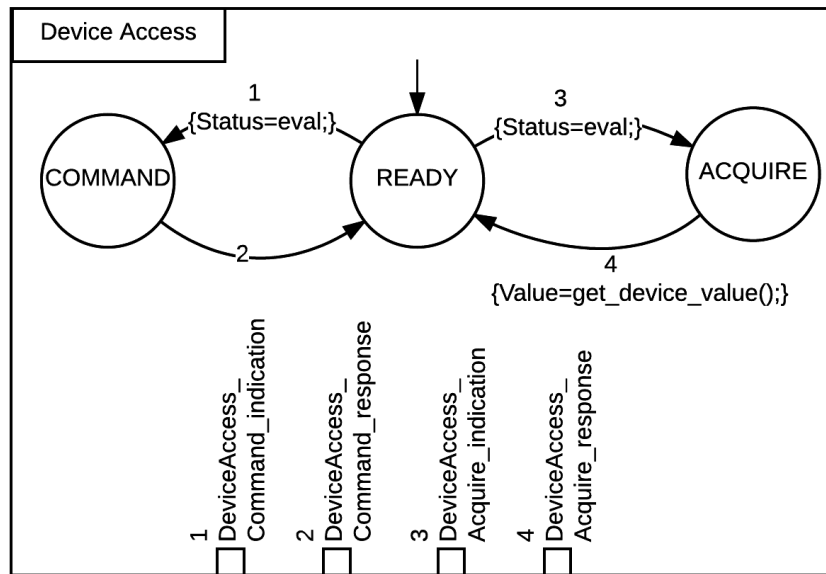 Device Access
1
{Status=eval;}
3
{Status=eval;}
COMMAND
READY
ACQUIRE
2
4
{Value=get_device_value();}
1
DeviceAccess_
Command_indication
2
DeviceAccess_
Command_response
3
DeviceAccess_
Acquire_indication
4
DeviceAccess_
Acquire_response